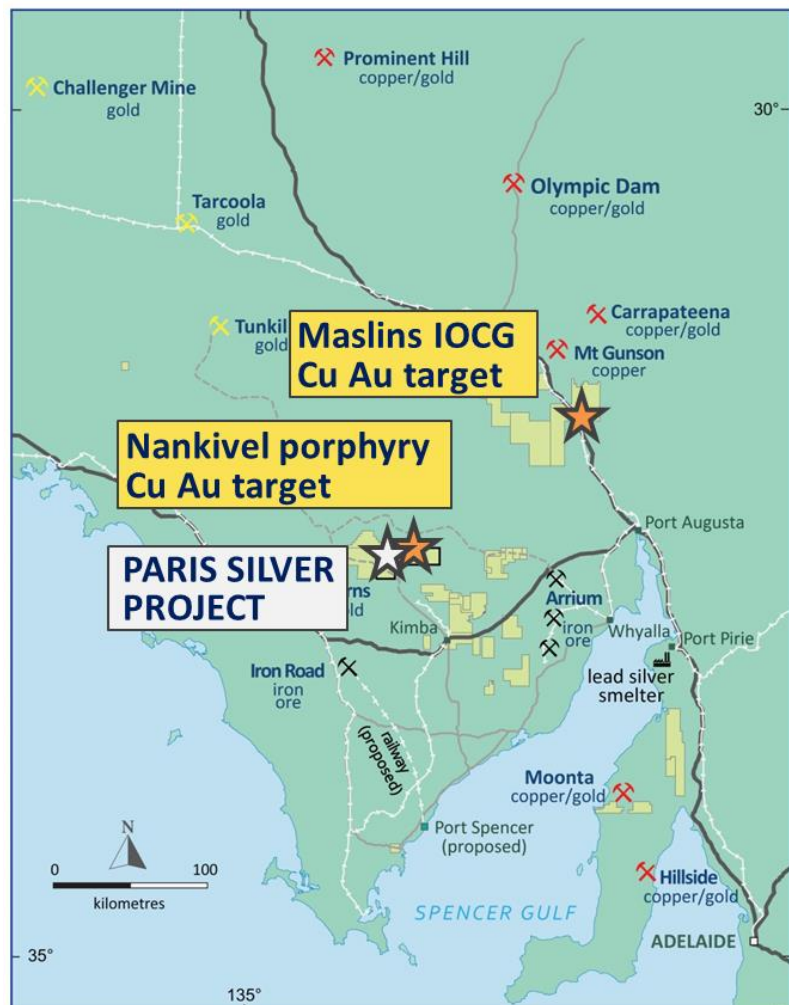 Prominent Hill
copper/gold
Challenger Mine
gold
30°
Olympic Dam
copper/gold
Tarcoola
gold
Carrapateena
copper/gold
Tunkil
gold
Maslins IOCG
Cu Au target
Mt Gunson
copper
Nankivel porphyry
Cu Au target
Port Augusta
PARIS SILVER
PROJECT
Arrium
iron
ore
Kimba
Whyalla
Port Pirie
lead silver
smelter
Iron Road
iron
ore
railway
(proposed)
Moonta
copper/gold
Port Spencer
(proposed)
N
0 100
kilometres
Hillside
copper/gold
SPENCER GULF
ADELAIDE
35°
135°